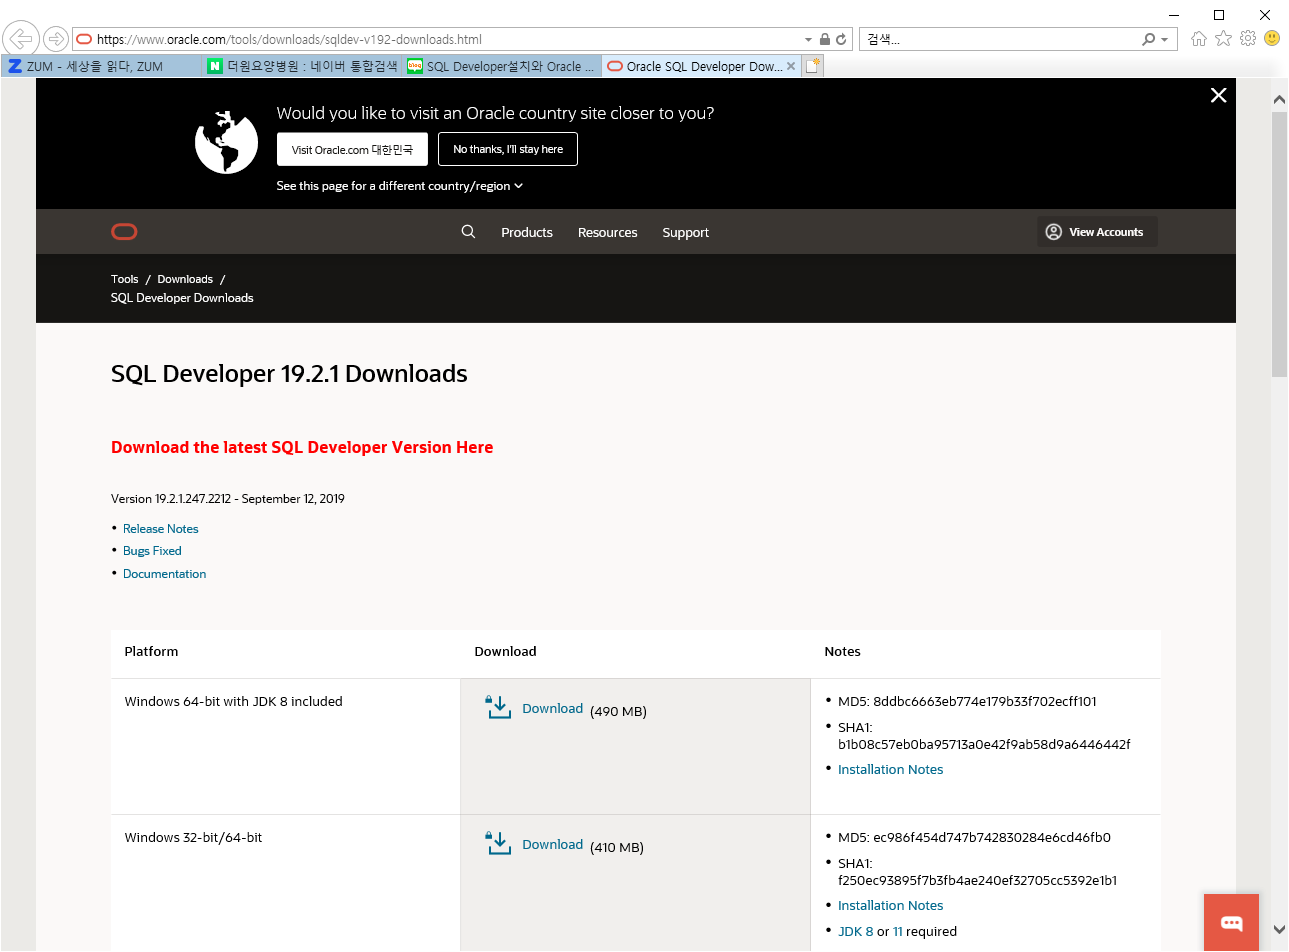 https://www.oracle.com/tools/downloads/sqldev-v192-downloads.html
검색...
ZUM - 세상을 읽다, ZUM
더원요양병원 : 네이버 통합검색
SQL Developer설치와 Oracle ...
Oracle SQL Developer Dow...
Would you like to visit an Oracle country site closer to you?
Visit Oracle.com 대한민국
No thanks, I'll stay here
See this page for a different country/region
Products
Resources
Support
View Accounts
Tools / Downloads /
SQL Developer Downloads
SQL Developer 19.2.1 Downloads
Download the latest SQL Developer Version Here
Version 19.2.1.247.2212 - September 12, 2019
• Release Notes
• Bugs Fixed
• Documentation
Platform
Download
Notes
Windows 64-bit with JDK 8 included
Download (490 MB)
• MD5: 8ddbc6663eb774e179b33f702ecff101
• SHA1:
b1b08c57eb0ba95713a0e42f9ab58d9a6446442f
• Installation Notes
Windows 32-bit/64-bit
Download (410 MB)
• MD5: ec986f454d747b742830284e6cd46fb0
• SHA1:
f250ec93895f7b3fb4ae240ef32705cc5392e1b1
• Installation Notes
• JDK 8 or 11 required